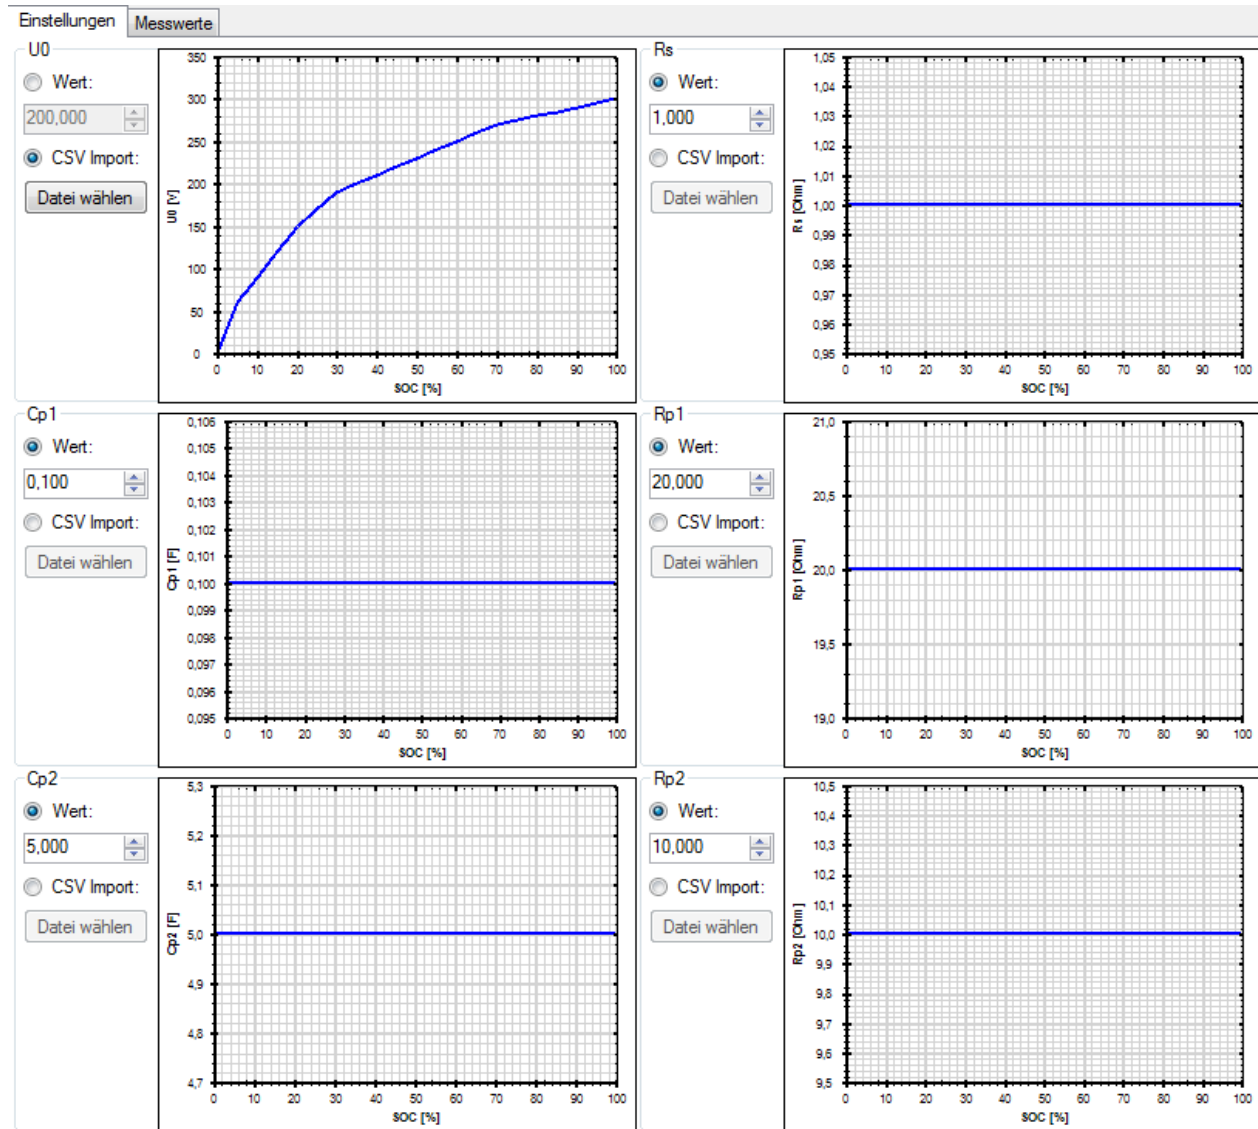 Einstellungen Messwerte
U0
Wert:
200,000
CSV Import:
Datei wählen
350
300
250
200
150
100
50
0
U0 [V]
0 10 20 30 40 50 60 70 80 90 100
SOC [%]
Rs
Wert:
1,000
CSV Import:
Datei wählen
1,05
1,04
1,03
1,02
1,01
1,00
0,99
0,98
0,97
0,96
0,95
Rs [Ohm]
0 10 20 30 40 50 60 70 80 90 100
SOC [%]
Cp1
Wert:
0,100
CSV Import:
Datei wählen
0,106
0,105
0,104
0,103
0,102
0,101
0,100
0,099
0,098
0,097
0,096
0,095
Cp1 [F]
0 10 20 30 40 50 60 70 80 90 100
SOC [%]
Rp1
Wert:
20,000
CSV Import:
Datei wählen
21,0
20,5
20,0
19,5
19,0
Rp1 [Ohm]
0 10 20 30 40 50 60 70 80 90 100
SOC [%]
Cp2
Wert:
5,000
CSV Import:
Datei wählen
5,3
5,2
5,1
5,0
4,9
4,8
4,7
Cp2 [F]
0 10 20 30 40 50 60 70 80 90 100
SOC [%]
Rp2
Wert:
10,000
CSV Import:
Datei wählen
10,5
10,4
10,3
10,2
10,1
10,0
9,9
9,8
9,7
9,6
9,5
Rp2 [Ohm]
0 10 20 30 40 50 60 70 80 90 100
SOC [%]